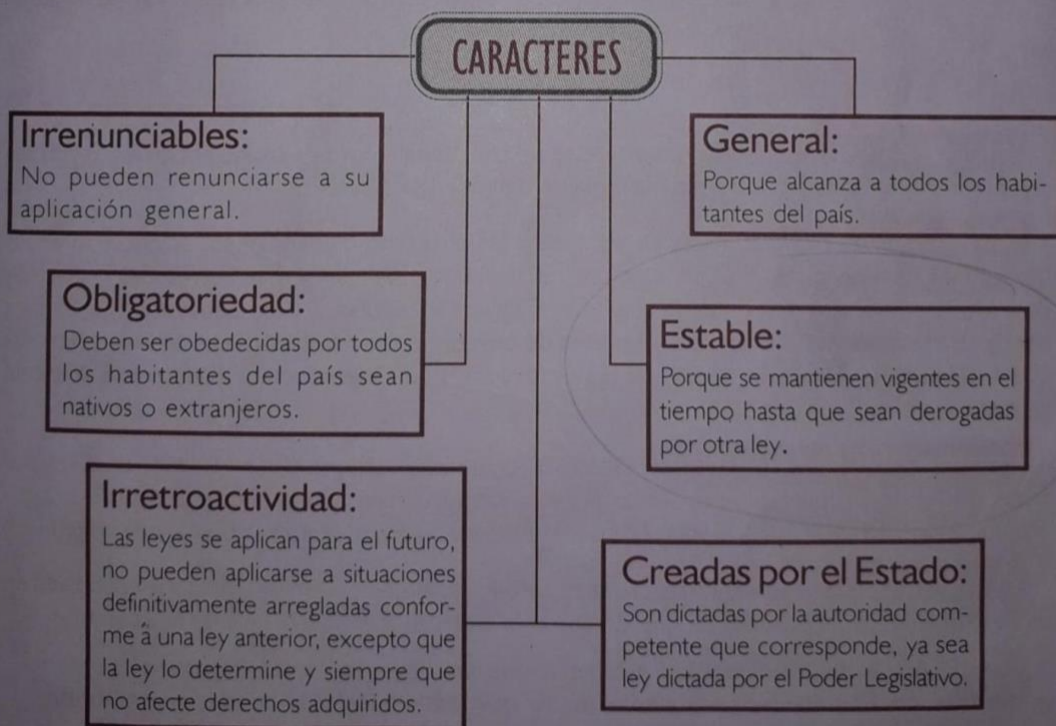 CARACTERES
Irrenunciables:
No pueden renunciarse a su
aplicación general.
General:
Porque alcanza a todos los habi-
tantes del país.
Obligatoriedad:
Deben ser obedecidas por todos
los habitantes del país sean
nativos o extranjeros.
Estable:
Porque se mantienen vigentes en el
tiempo hasta que sean derogadas
por otra ley.
Irretroactividad:
Las leyes se aplican para el futuro,
no pueden aplicarse a situaciones
definitivamente arregladas confor-
me a una ley anterior, excepto que
la ley lo determine y siempre que
no afecte derechos adquiridos.
Creadas por el Estado:
Son dictadas por la autoridad com-
petente que corresponde, ya sea
ley dictada por el Poder Legislativo.